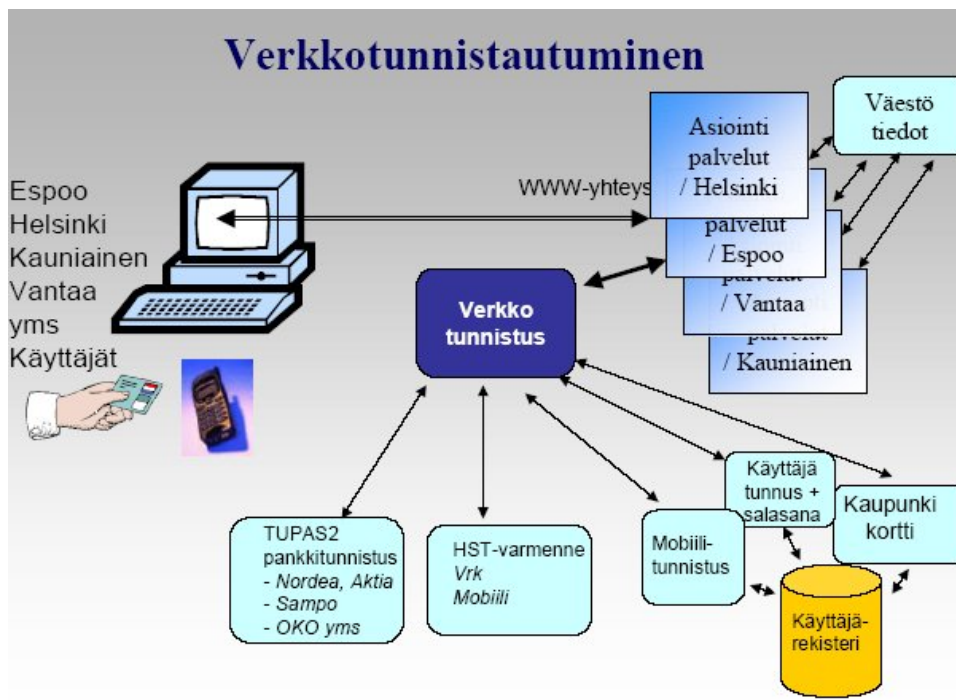 Verkkotunnistautuminen
Espoo
Helsinki
Kauniainen
Vantaa
yms
Käyttäjät
WWW-yhteys
Asiointi
palvelut
/ Helsinki
palvelut
/ Espoo
palvelut
/ Vantaa
palvelut
/ Kauniainen
Väestö
tiedot
Verkko
tunnistus
TUPAS2
pankkitunnistus
- Nordea, Aktia
- Sampo
- OKO yms
HST-varmenne
Vrk
Mobiili
Mobiili-
tunnistus
Käyttäjä
tunnus +
salasana
Kaupunki
kortti
Käyttäjä-
rekisteri